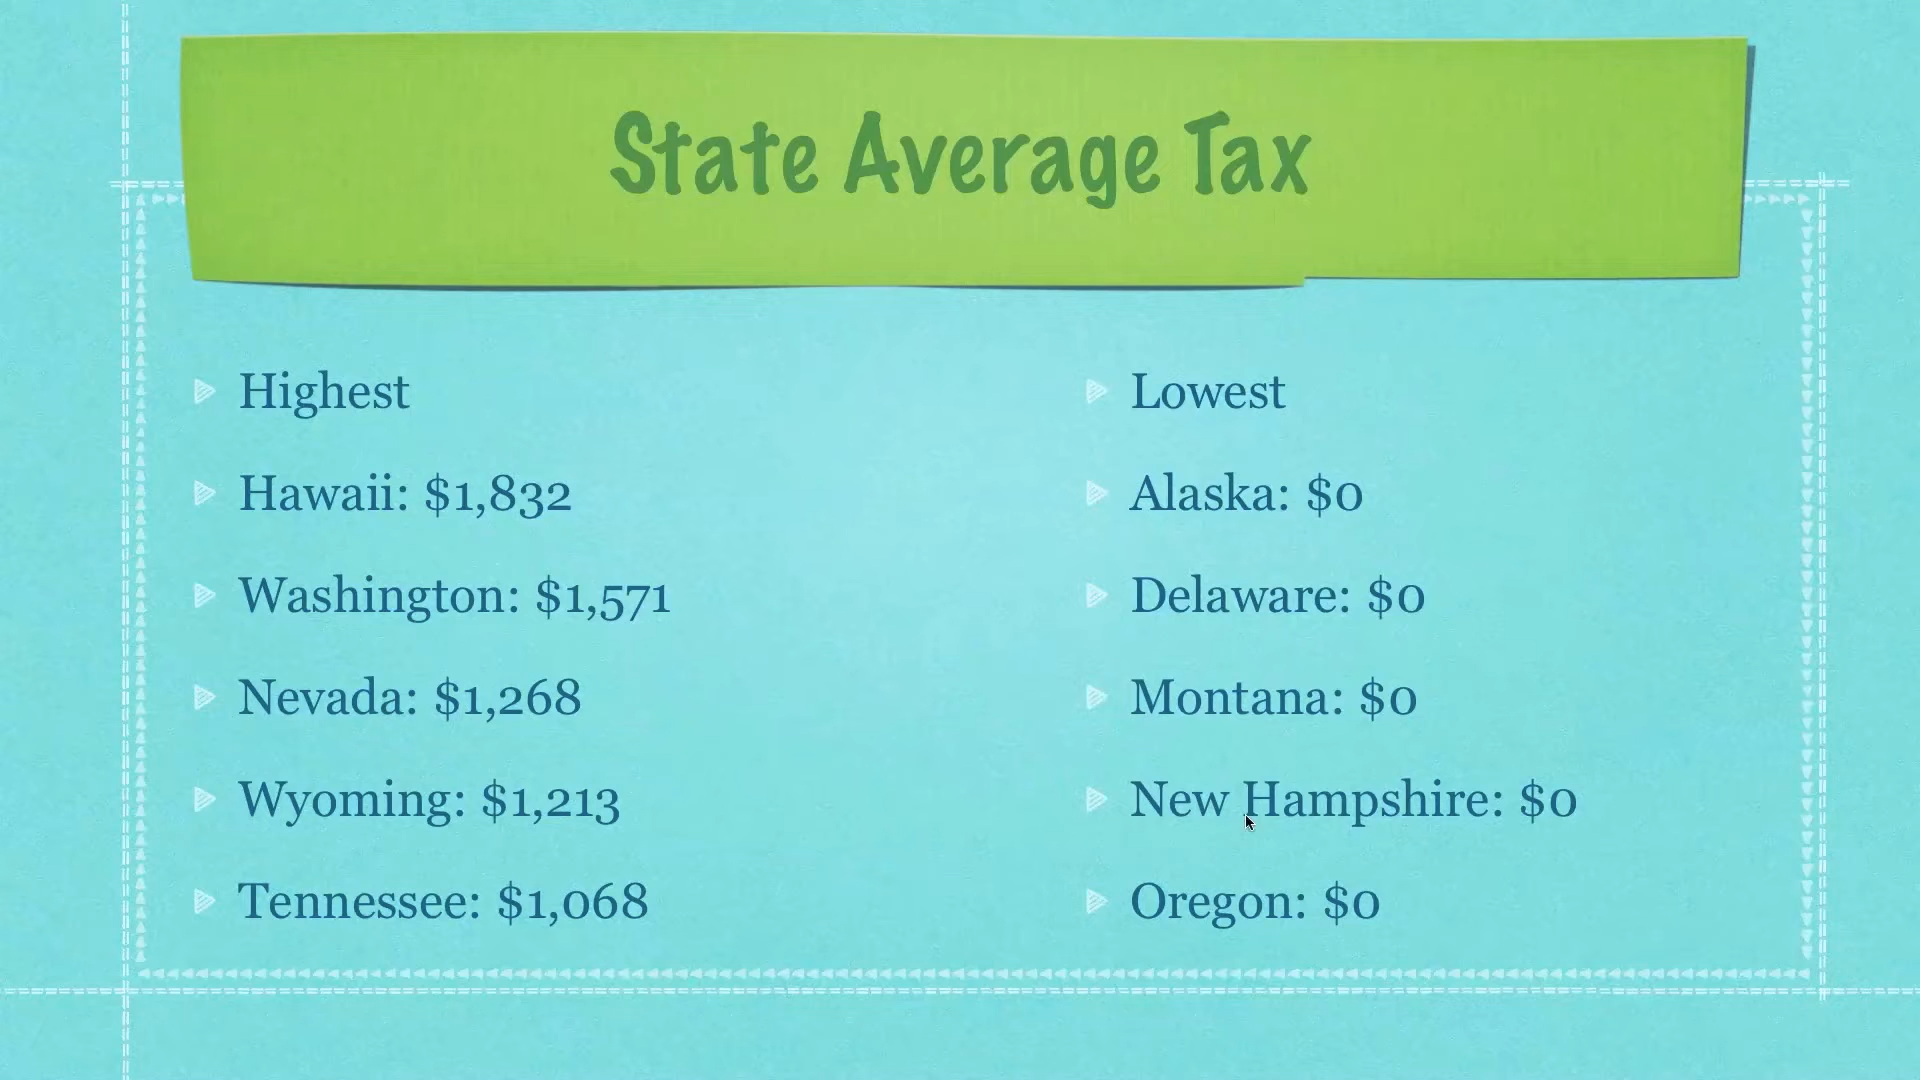 State Average Tax
Highest
Hawaii: $1,832
Washington: $1,571
Nevada: $1,268
Wyoming: $1,213
Tennessee: $1,068
Lowest
Alaska: $0
Delaware: $0
Montana: $0
New Hampshire: $0
Oregon: $0